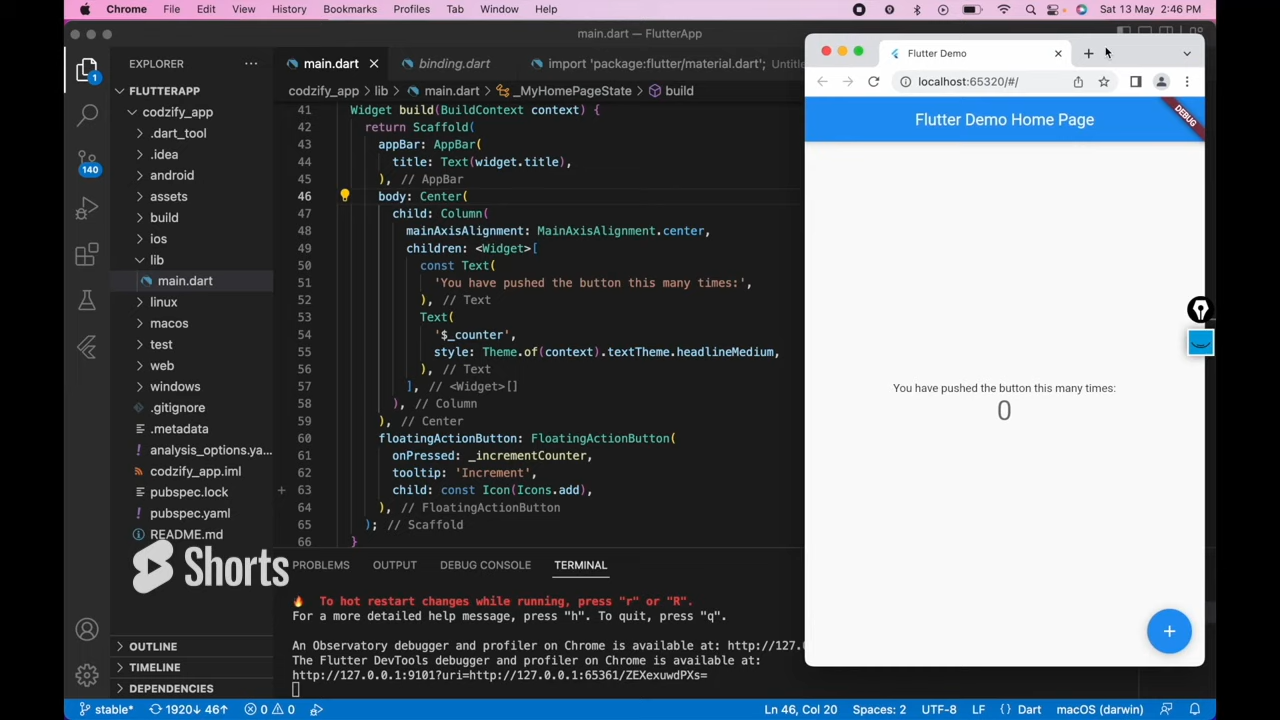 Chrome File Edit View History Bookmarks Profiles Tab Window Help Sat 13 May 2:46 PM
main.dart — FlutterApp
EXPLORER
FLUTTERAPP
codzify_app
.dart_tool
.idea
android
assets
build
ios
lib
main.dart
linux
macos
test
web
windows
.gitignore
.metadata
analysis_options.ya...
codzify_app.iml
pubspec.lock
pubspec.yaml
README.md
OUTLINE
TIMELINE
DEPENDENCIES
1
140
Shorts
main.dart binding.dart import 'package:flutter/material.dart';
codzify_app > lib > main.dart > _MyHomePageState > build
41 Widget build(BuildContext context) {
42 return Scaffold(
43 appBar: AppBar(
44 title: Text(widget.title),
45 ), // AppBar
46 body: Center(
47 child: Column(
48 mainAxisAlignment: MainAxisAlignment.center,
49 children: <Widget>[
50 const Text(
51 'You have pushed the button this many times:',
52 ), // Text
53 Text(
54 '$_counter',
55 style: Theme.of(context).textTheme.headlineMedium,
56 ), // Text
57 ], // <Widget>[]
58 ), // Column
59 ), // Center
60 floatingActionButton: FloatingActionButton(
61 onPressed: _incrementCounter,
62 tooltip: 'Increment',
63 child: const Icon(Icons.add),
64 ), // FloatingActionButton
65 ); // Scaffold
66 }
PROBLEMS OUTPUT DEBUG CONSOLE TERMINAL
To hot restart changes while running, press "r" or "R".
For a more detailed help message, press "h". To quit, press "q".
An Observatory debugger and profiler on Chrome is available at: http://127.0
The Flutter DevTools debugger and profiler on Chrome is available at:
http://127.0.0.1:9101?uri=http://127.0.0.1:65361/ZEXexuwdPXs=
Flutter Demo
localhost:65320/#/
Flutter Demo Home Page
DEBUG
You have pushed the button this many times:
0
+
stable* 1920↓ 46↑ 0 0 Ln 46, Col 20 Spaces: 2 UTF-8 LF {} Dart macOS (darwin)